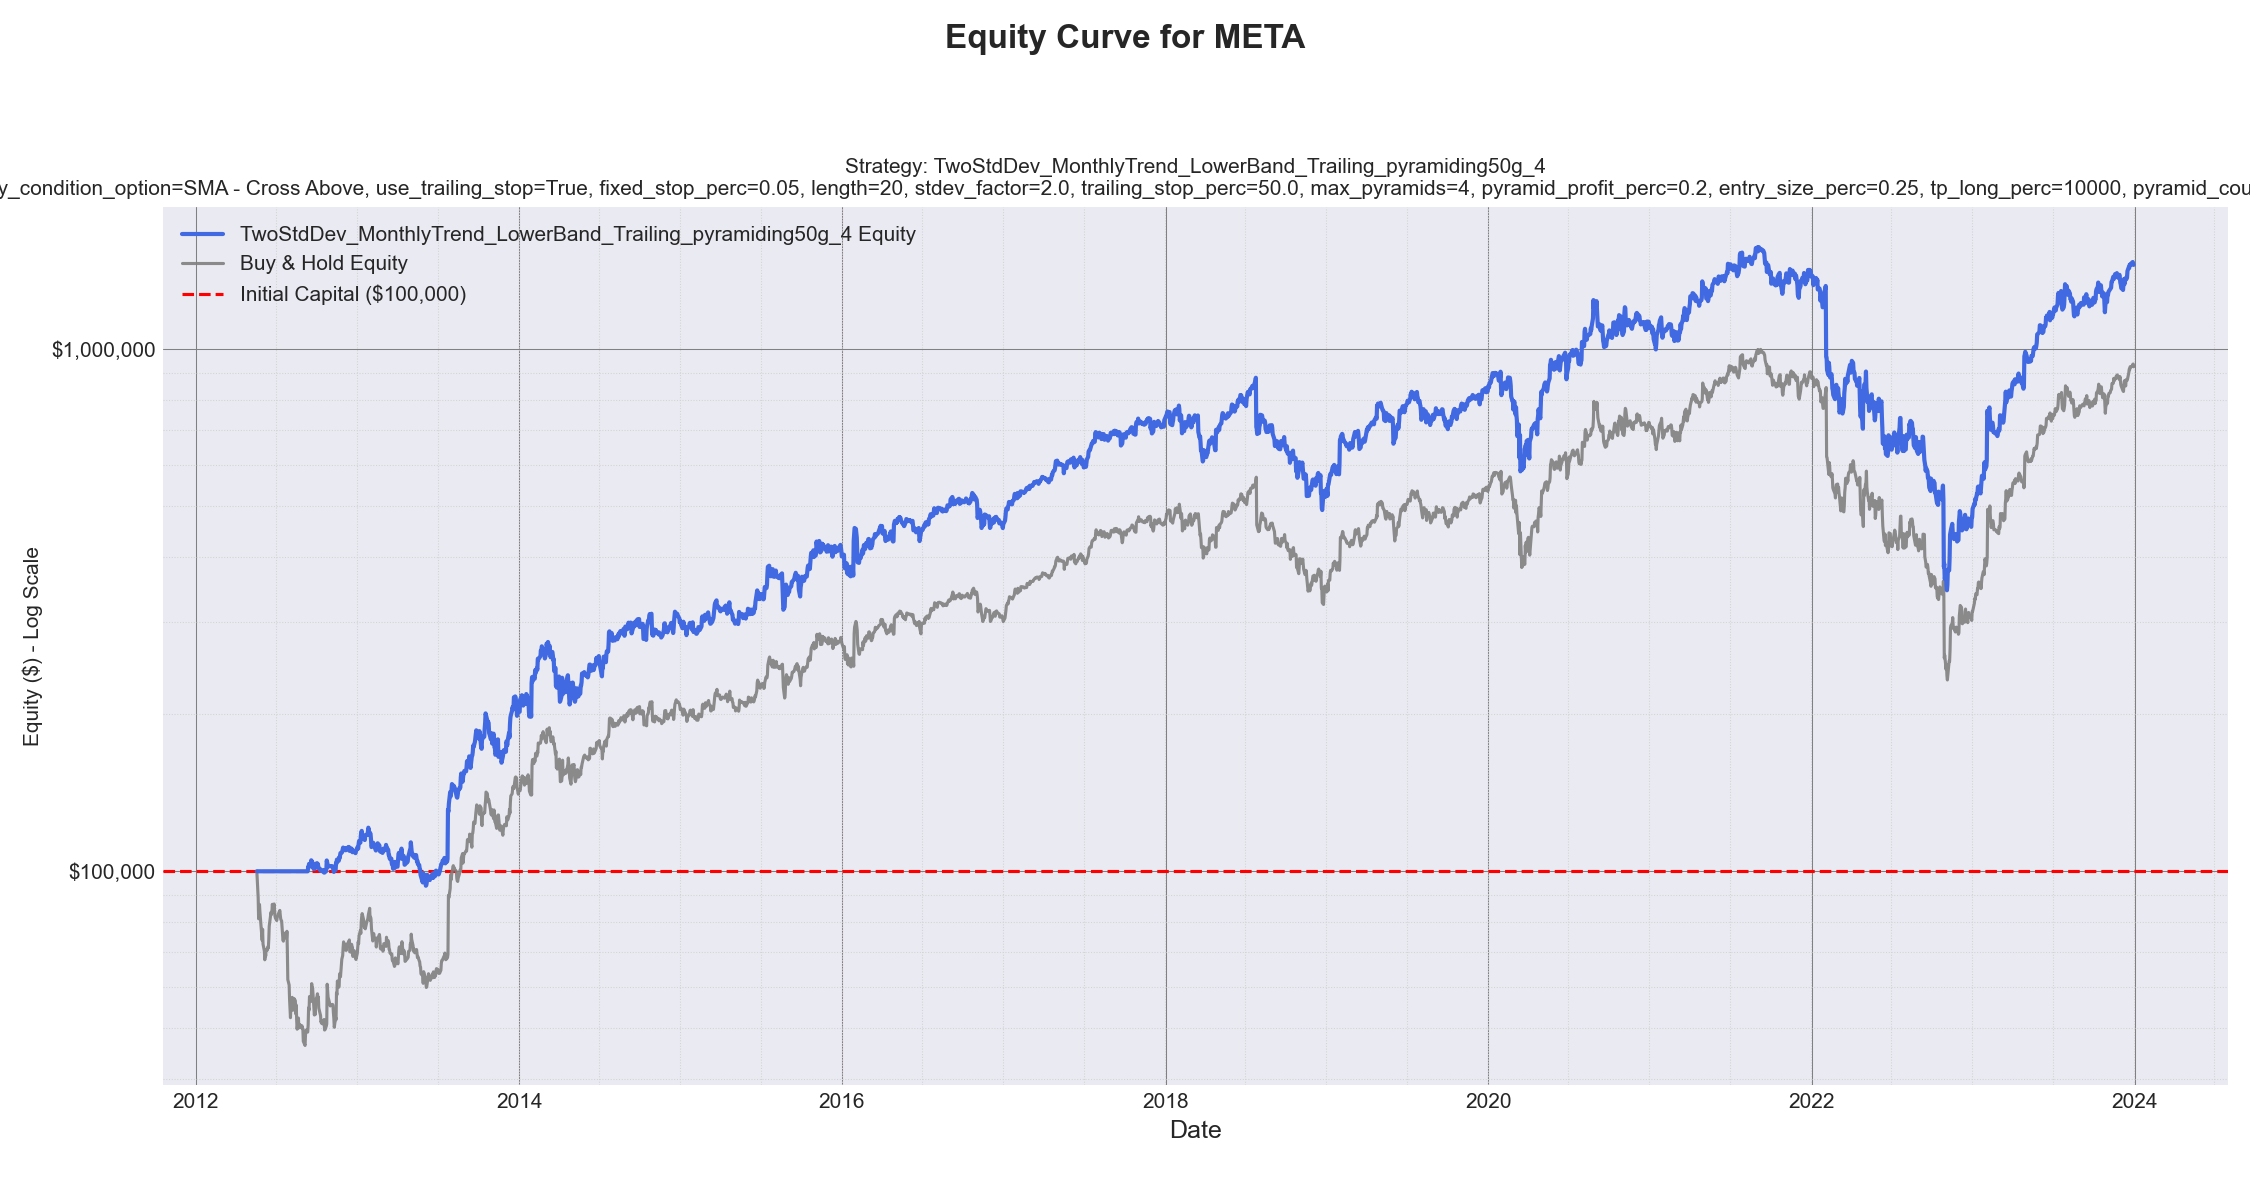 Equity Curve for META
Strategy: TwoStdDev_MonthlyTrend_LowerBand_Trailing_pyramiding50g_4
y_condition_option=SMA - Cross Above, use_trailing_stop=True, fixed_stop_perc=0.05, length=20, stdev_factor=2.0, trailing_stop_perc=50.0, max_pyramids=4, pyramid_profit_perc=0.2, entry_size_perc=0.25, tp_long_perc=10000, pyramid_cou
TwoStdDev_MonthlyTrend_LowerBand_Trailing_pyramiding50g_4 Equity
Buy & Hold Equity
Initial Capital ($100,000)
$1,000,000
$100,000
Equity ($) - Log Scale
2012 2014 2016 2018 2020 2022 2024
Date